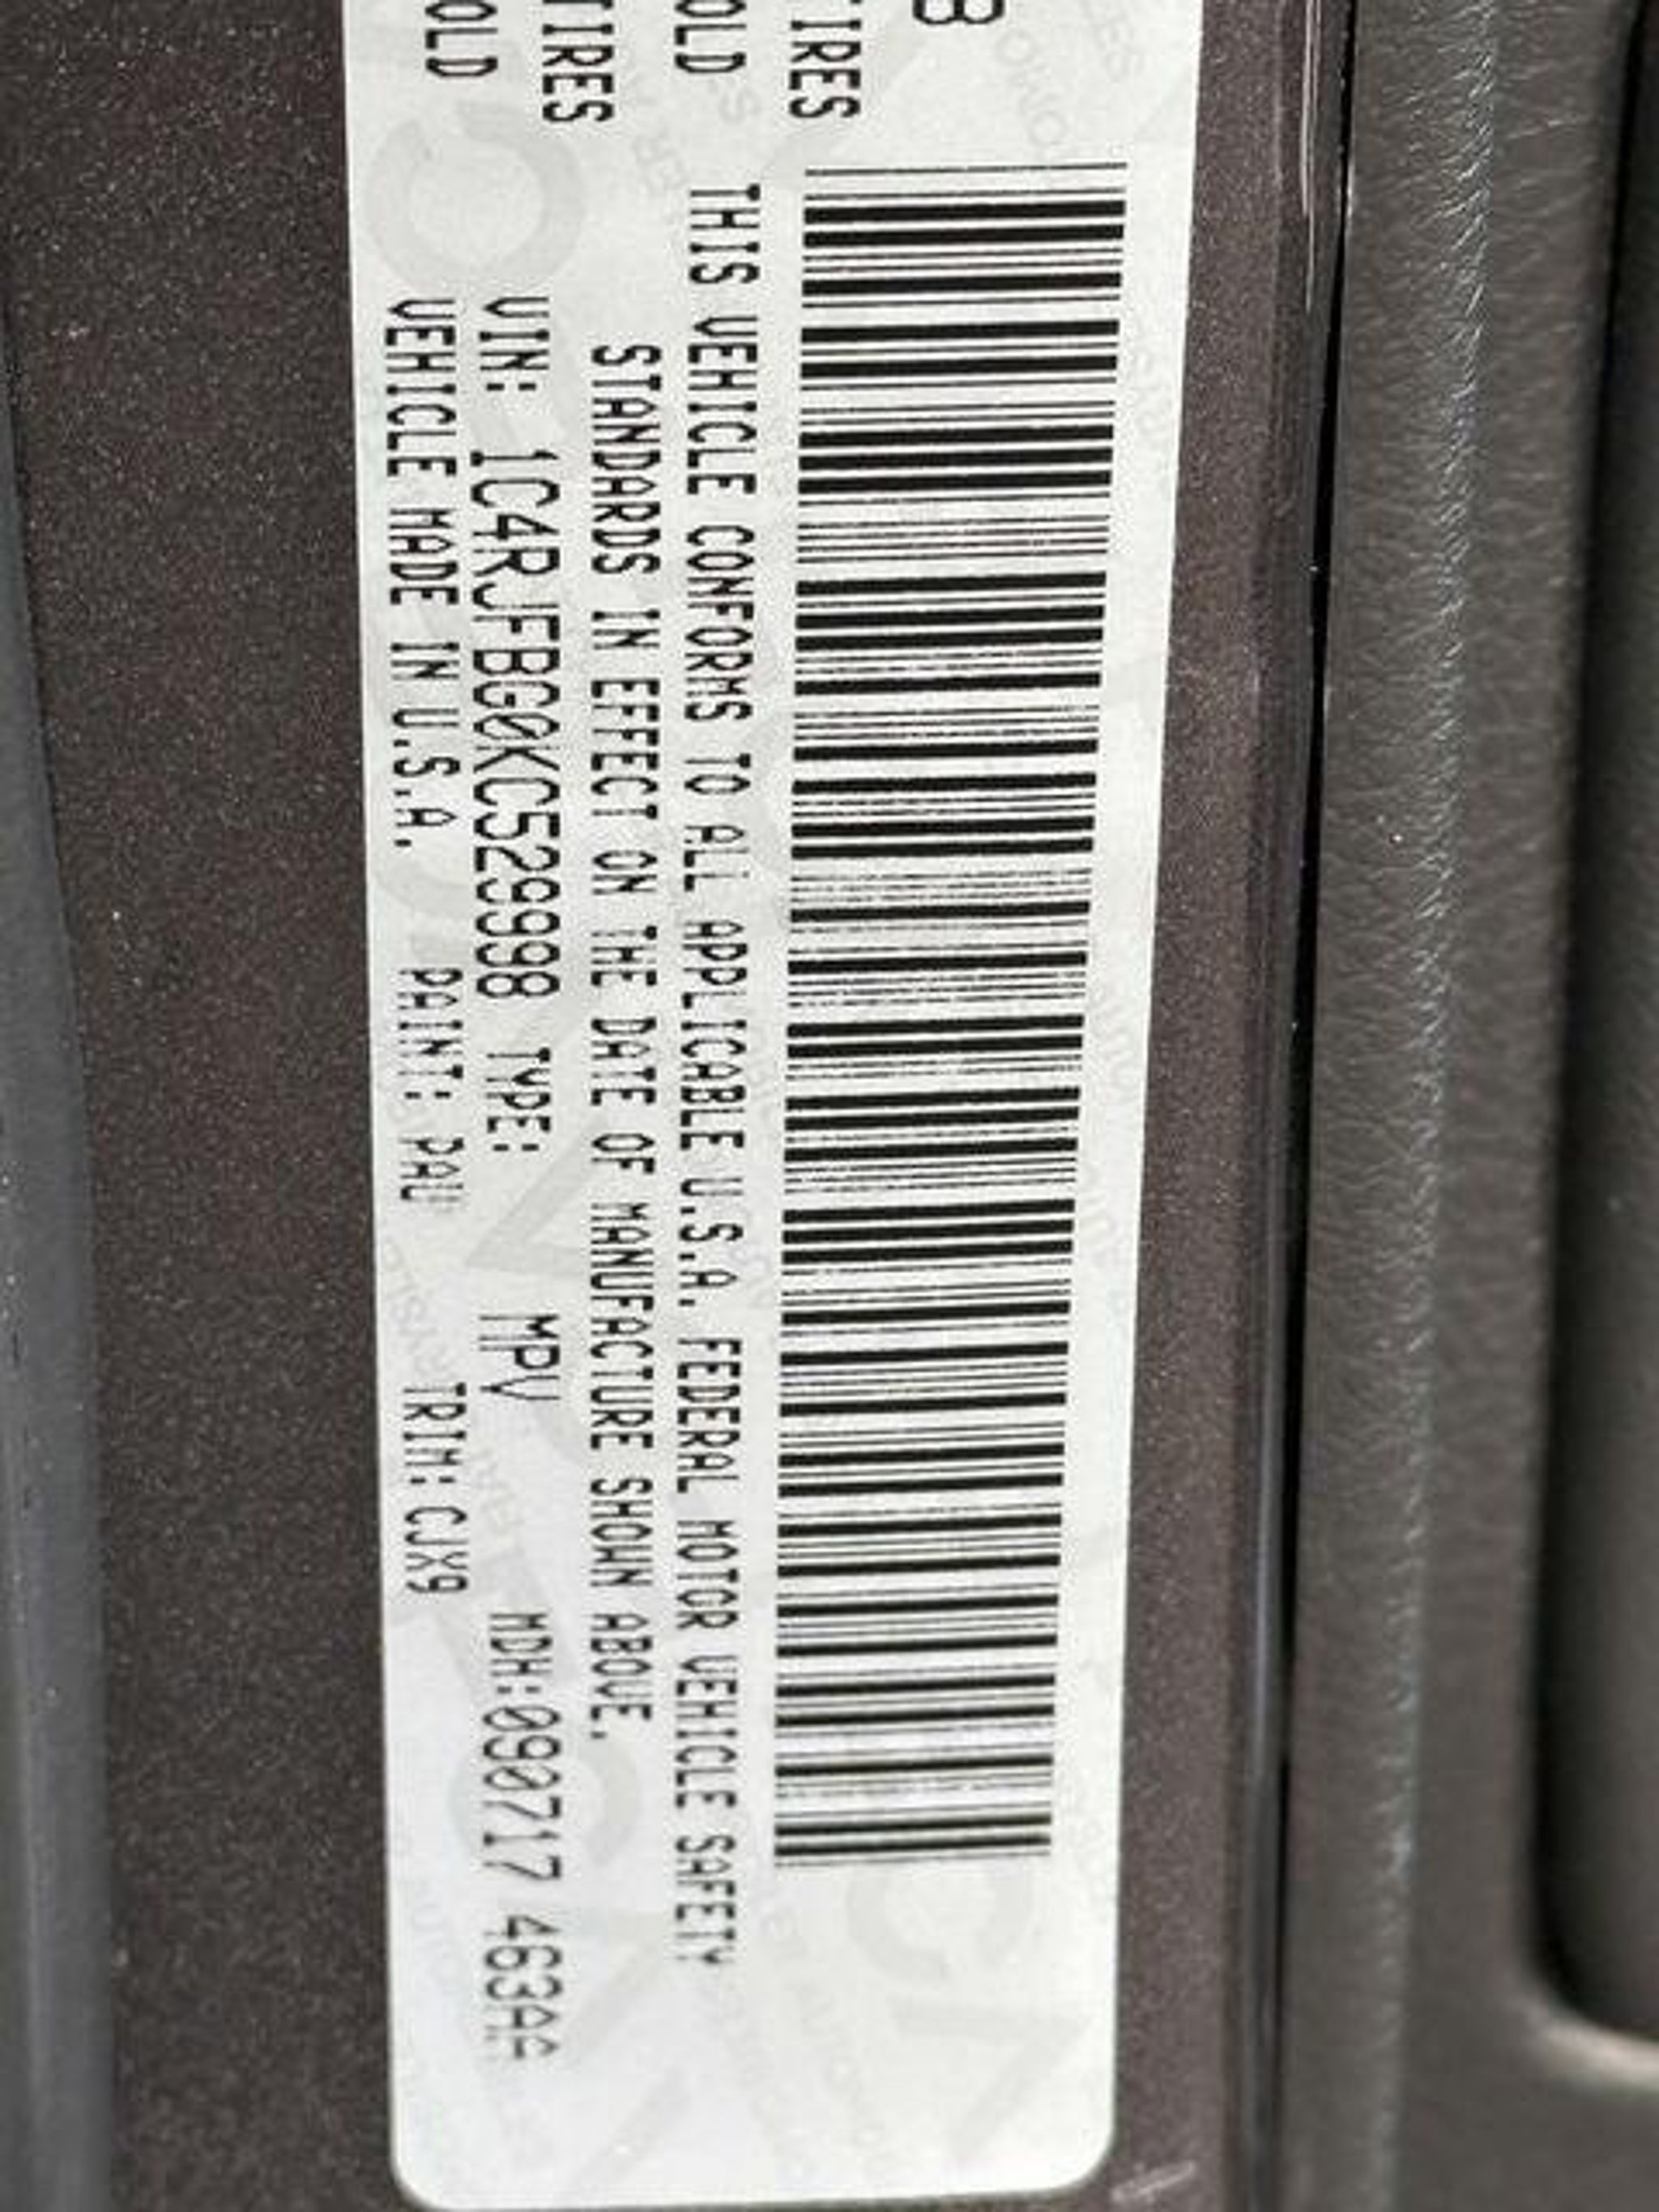 8
TIRES
OLD
TIRES
OLD
THIS VEHICLE CONFORMS TO ALL APPLICABLE U.S.A. FEDERAL MOTOR VEHICLE SAFETY
STANDARDS IN EFFECT ON THE DATE OF MANUFACTURE SHOWN ABOVE.
VIN: 1C4RJFBG0KC529998 TYPE: MPV MDH:090717 463AA
VEHICLE MADE IN U.S.A. PAINT: PAU TRIM: CJX9